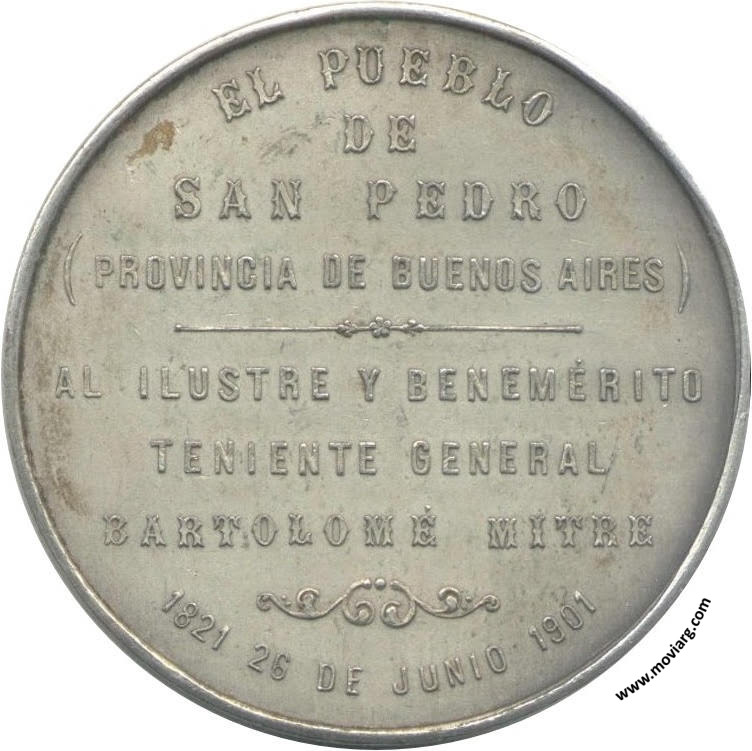 EL PUEBLO
DE
SAN PEDRO
(PROVINCIA DE BUENOS AIRES)
AL ILUSTRE Y BENEMÉRITO
TENIENTE GENERAL
BARTOLOMÉ MITRE
1821 26 DE JUNIO 1901
www.moviarg.com